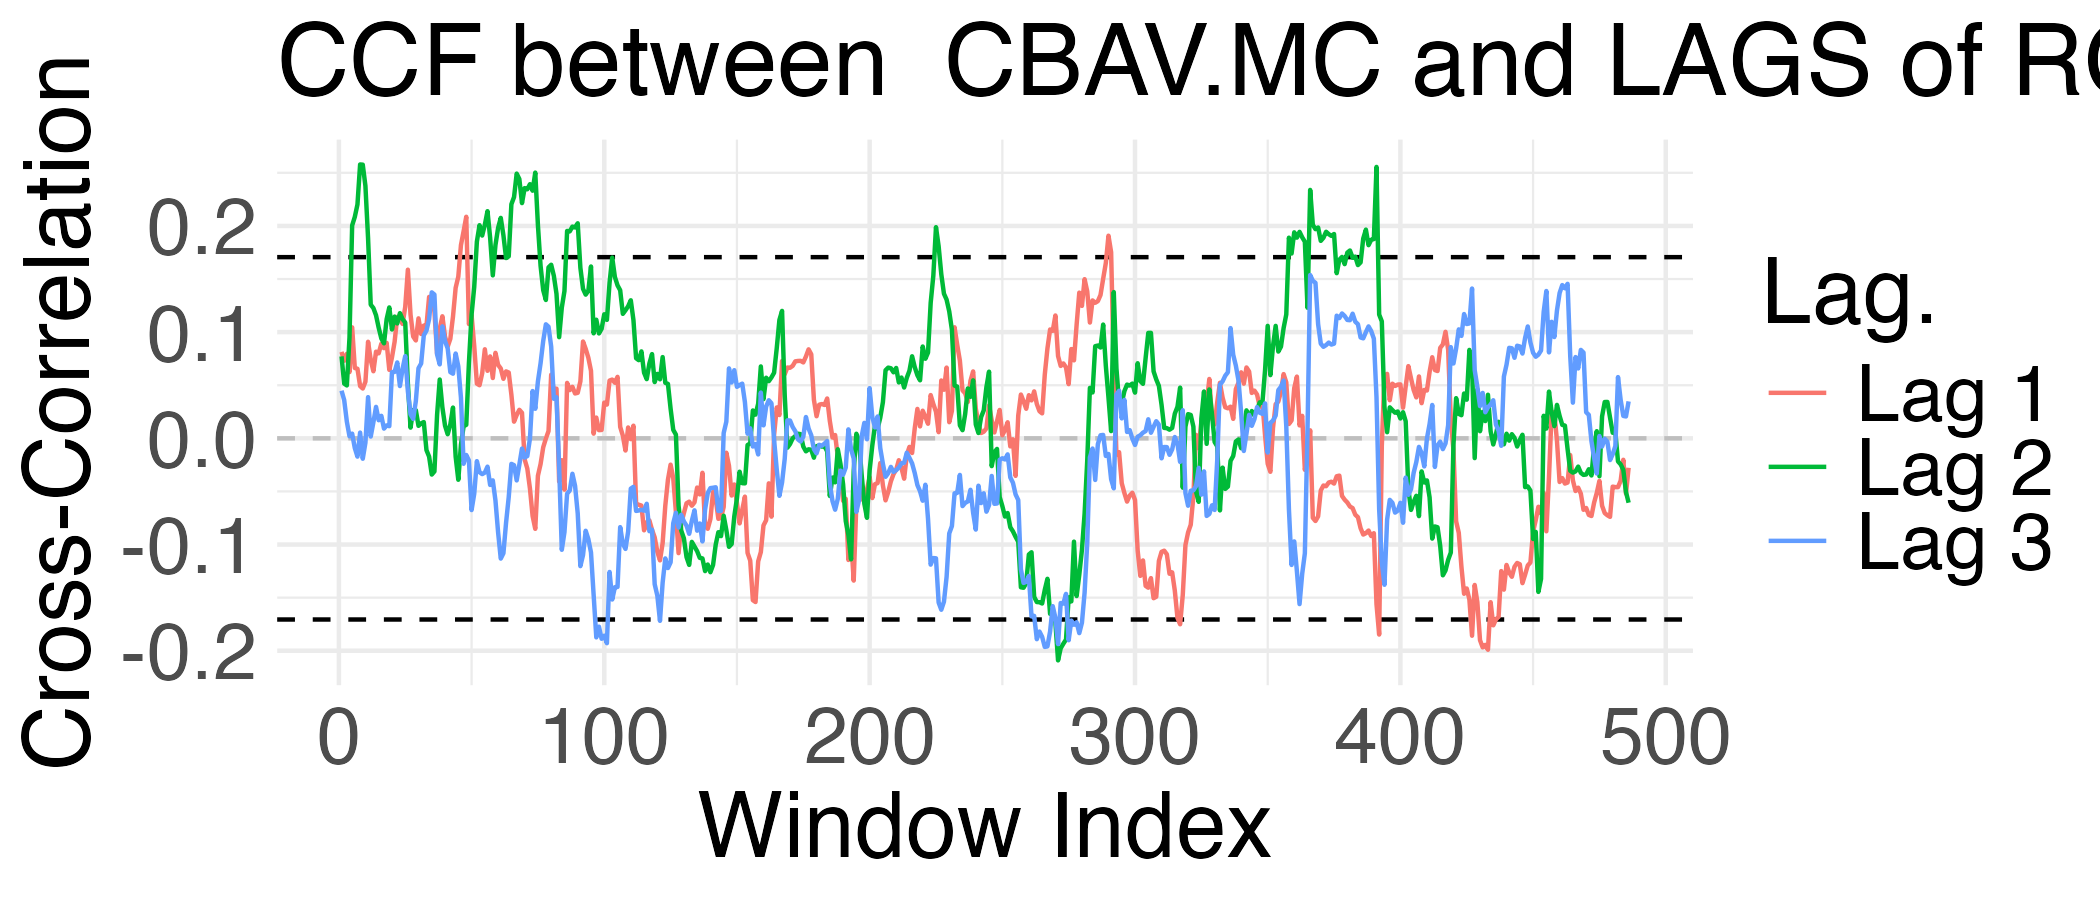 CCF between CBAV.MC and LAGS of
Cross-Correlation
0.2
0.1
0.0
-0.1
-0.2
0 100 200 300 400 500
Window Index
Lag.
Lag 1
Lag 2
Lag 3